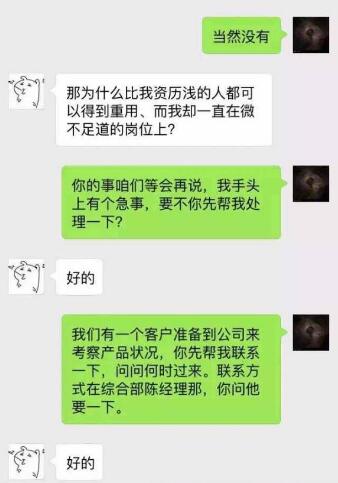 当然没有
那为什么比我资历浅的人都可
以得到重用、而我却一直在微
不足道的岗位上?
你的事咱们等会再说，我手头
上有个急事，要不你先帮我处
理一下?
好的
我们有一个客户准备到公司来
考察产品状况，你先帮我联系
一下，问问何时过来。联系方
式在综合部陈经理那，你问他
要一下。
好的